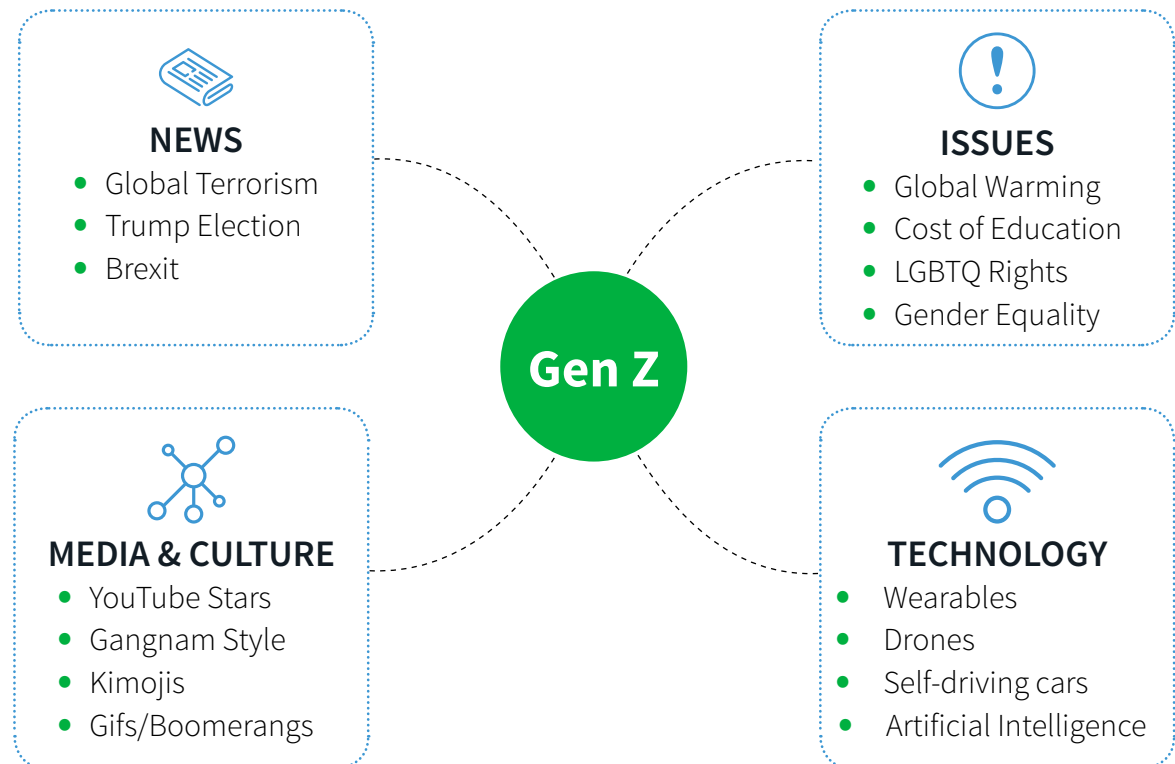 NEWS
Global Terrorism
Trump Election
Brexit
ISSUES
Global Warming
Cost of Education
LGBTQ Rights
Gender Equality
Gen Z
MEDIA & CULTURE
YouTube Stars
Gangnam Style
Kimojis
Gifs/Boomerangs
TECHNOLOGY
Wearables
Drones
Self-driving cars
Artificial Intelligence